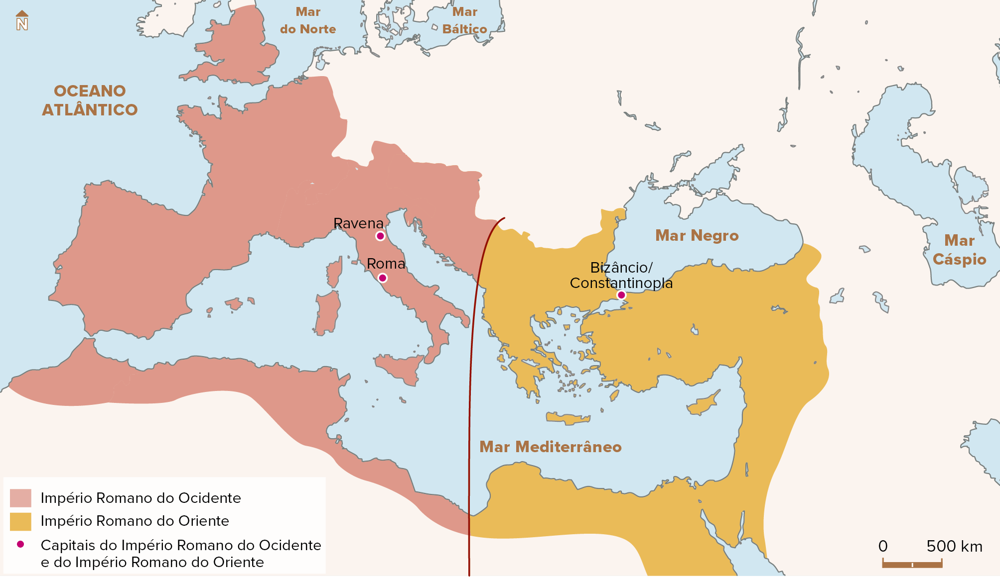 N
Mar
do Norte
Mar
Báltico
OCEANO
ATLÂNTICO
Ravena
Roma
Bizâncio/
Constantinopla
Mar Negro
Mar
Cáspio
Mar Mediterrâneo
Império Romano do Ocidente
Império Romano do Oriente
Capitais do Império Romano do Ocidente
e do Império Romano do Oriente
0 500 km